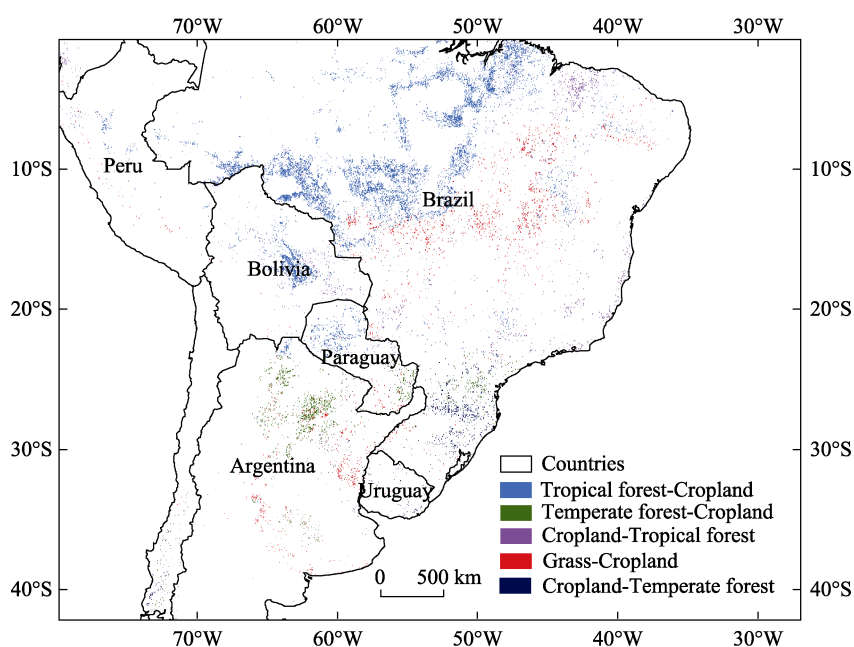 70°W 60°W 50°W 40°W 30°W
10°S 10°S
Peru
Brazil
Bolivia
20°S 20°S
Paraguay
30°S 30°S
Argentina
Uruguay
Countries
Tropical forest-Cropland
Temperate forest-Cropland
Cropland-Tropical forest
Grass-Cropland
Cropland-Temperate forest
0 500 km
40°S 40°S
70°W 60°W 50°W 40°W 30°W